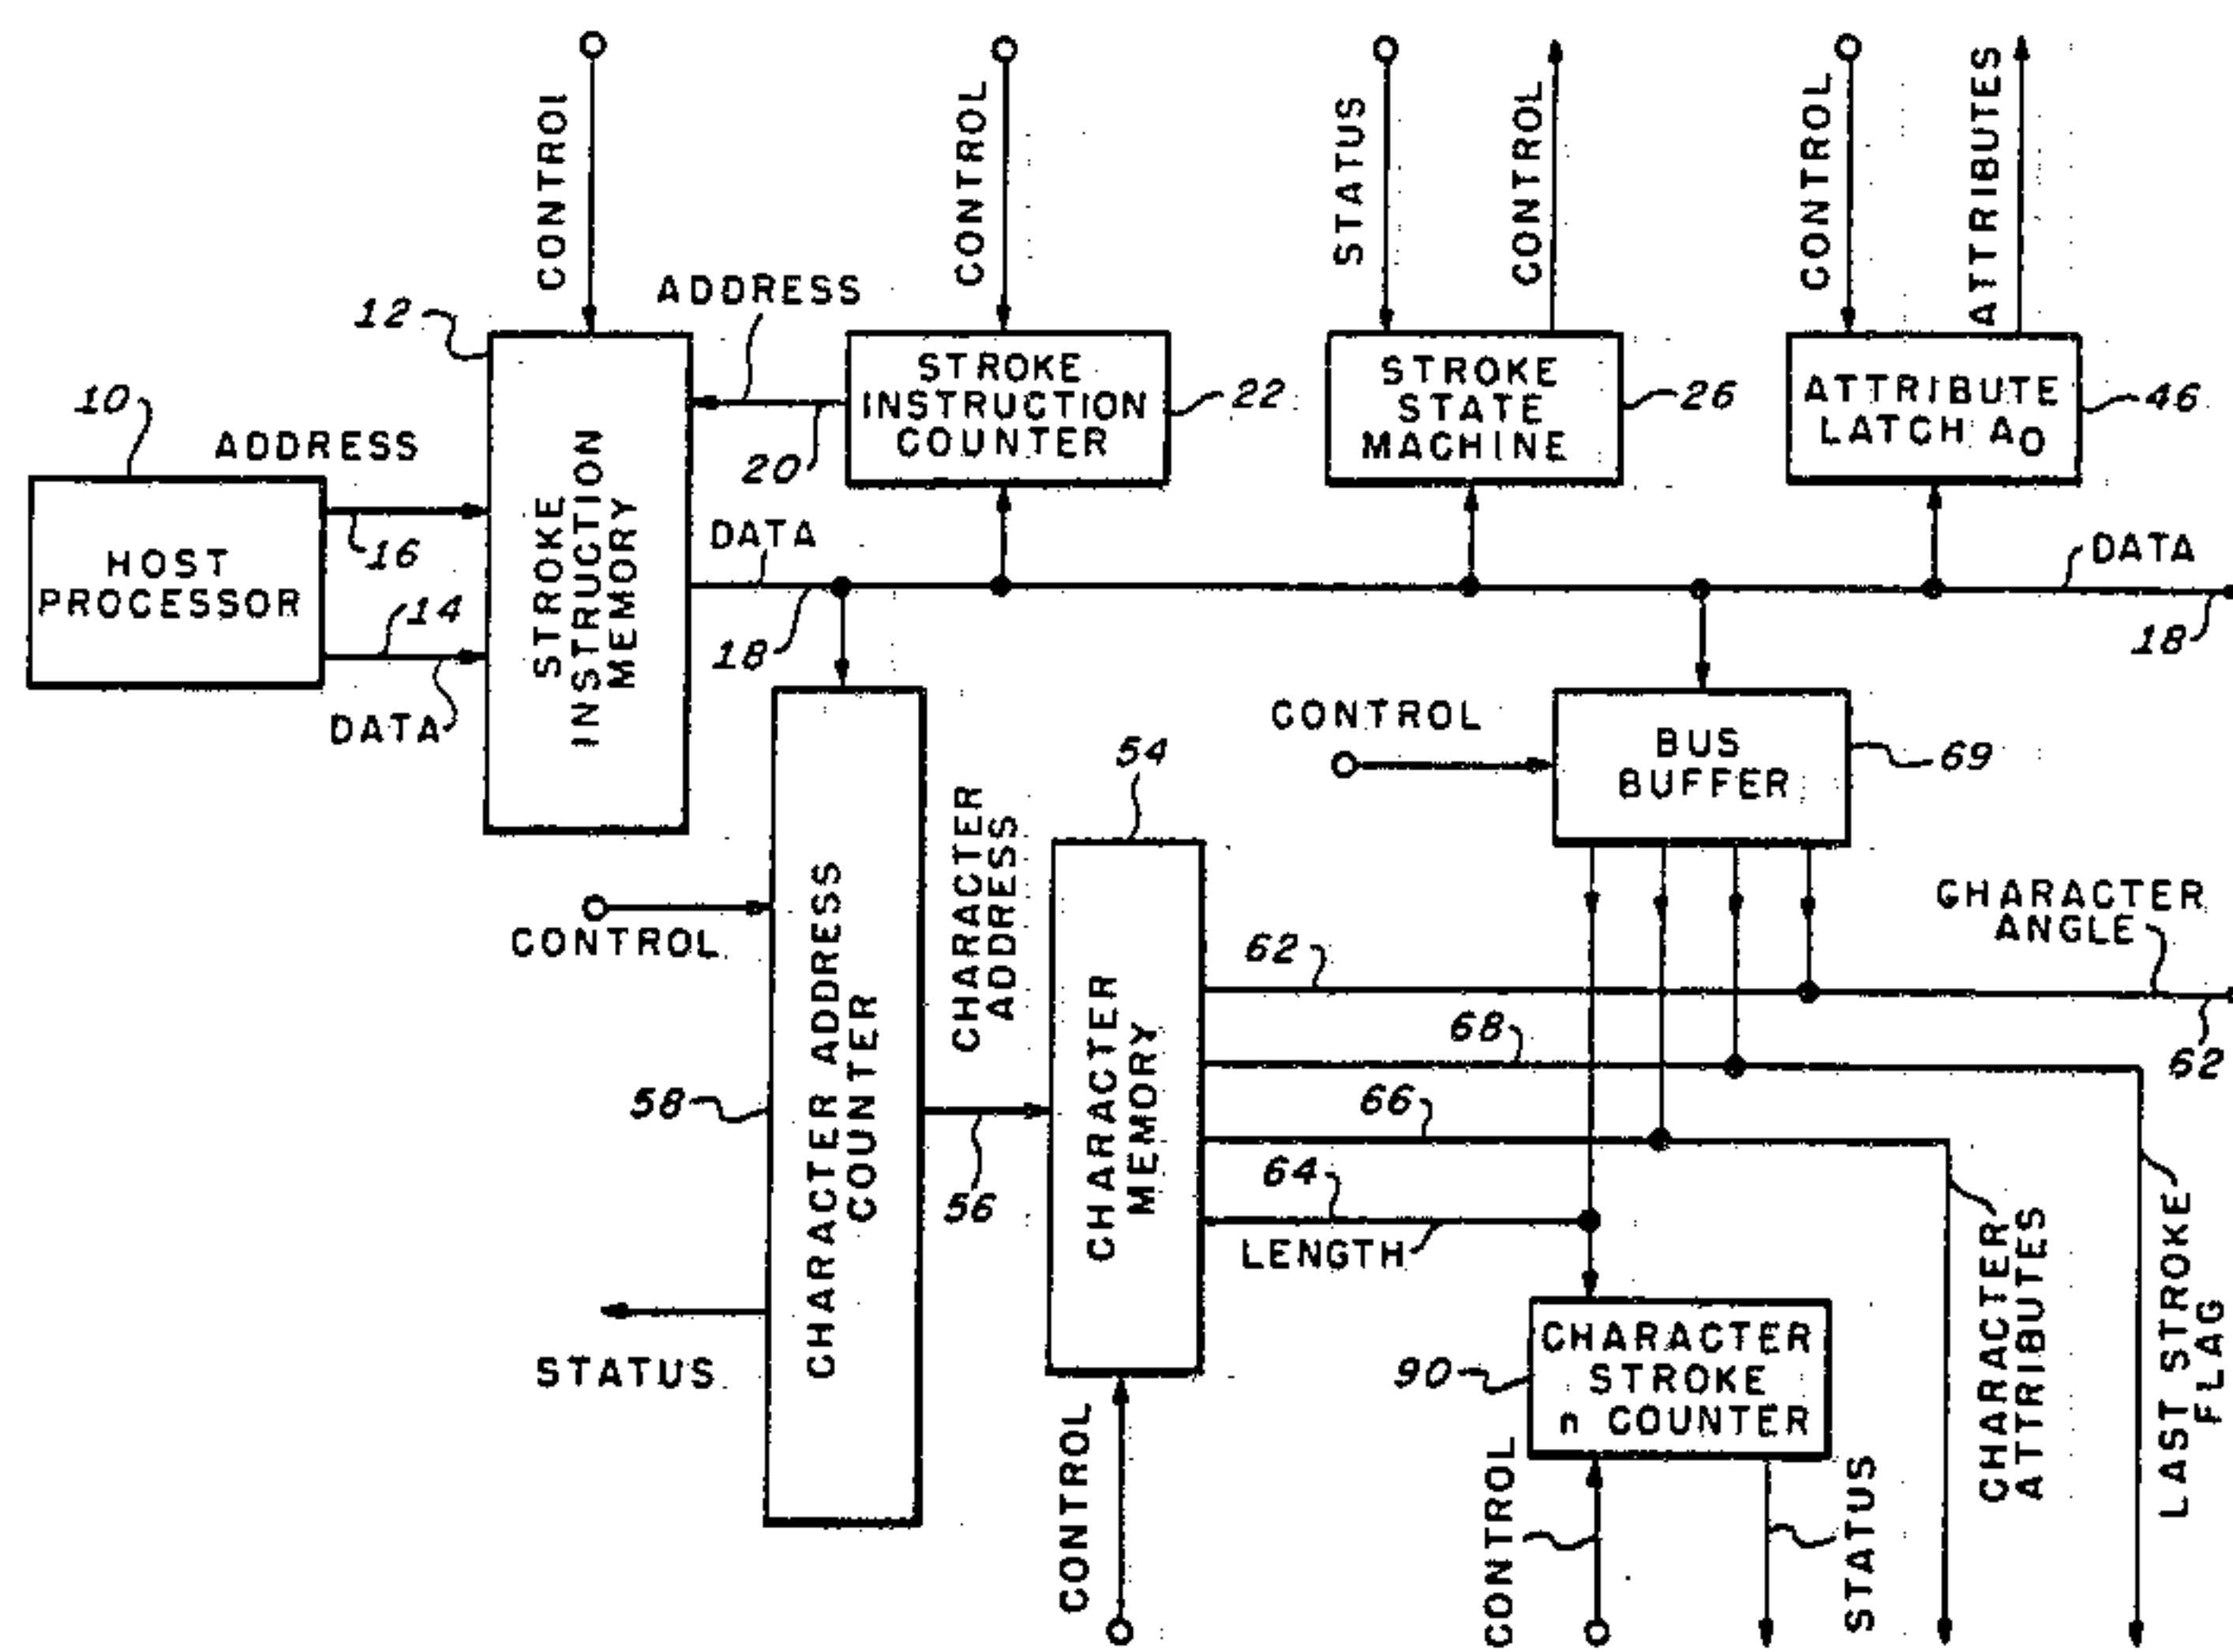 CONTROL
CONTROL
STATUS
CONTROL
CONTROL
ATTRIBUTES
12
ADDRESS
10
ADDRESS
STROKE
INSTRUCTION
COUNTER
22
STROKE
STATE
MACHINE
26
ATTRIBUTE
LATCH A0
46
20
HOST
PROCESSOR
16
14
DATA
STROKE
INSTRUCTION
MEMORY
DATA
18
DATA
18
CONTROL
BUS
BUFFER
69
54
CONTROL
CHARACTER
ADDRESS
CHARACTER ADDRESS
COUNTER
58
56
STATUS
CHARACTER
MEMORY
62
CHARACTER
ANGLE
62
68
66
64
LENGTH
90
CHARACTER
STROKE
n COUNTER
CONTROL
CONTROL
STATUS
CHARACTER
ATTRIBUTES
LAST STROKE
FLAG